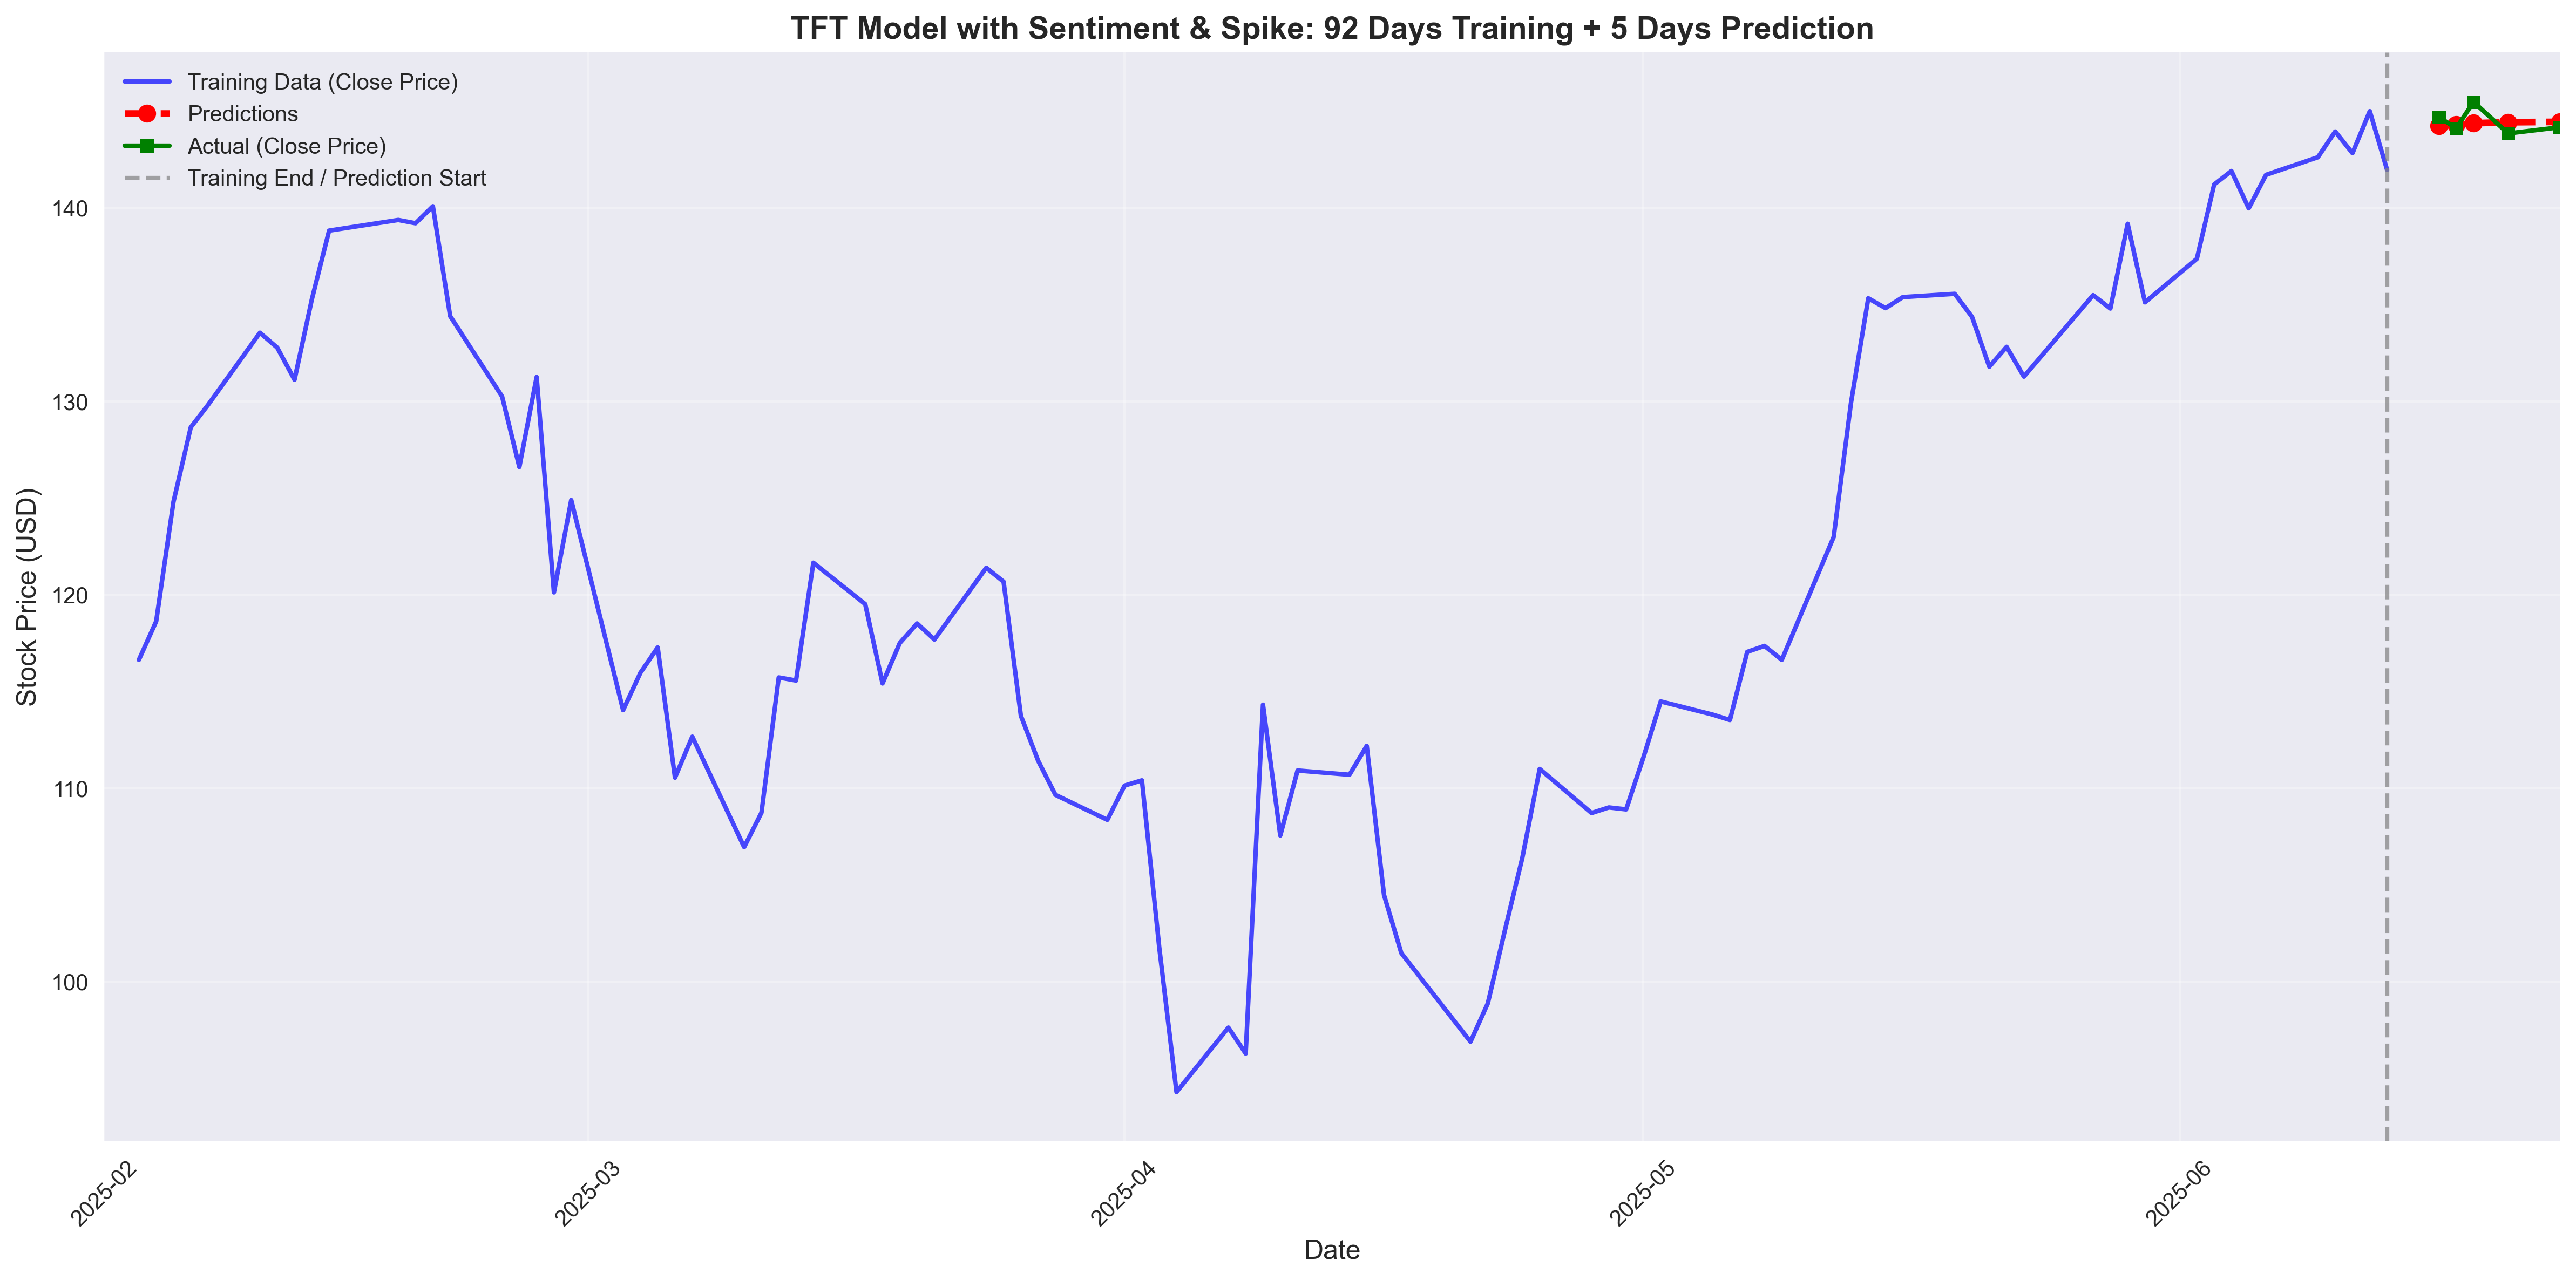 TFT Model with Sentiment & Spike: 92 Days Training + 5 Days Prediction
Training Data (Close Price)
Predictions
Actual (Close Price)
Training End / Prediction Start
Stock Price (USD)
140
130
120
110
100
2025-02
2025-03
2025-04
2025-05
2025-06
Date